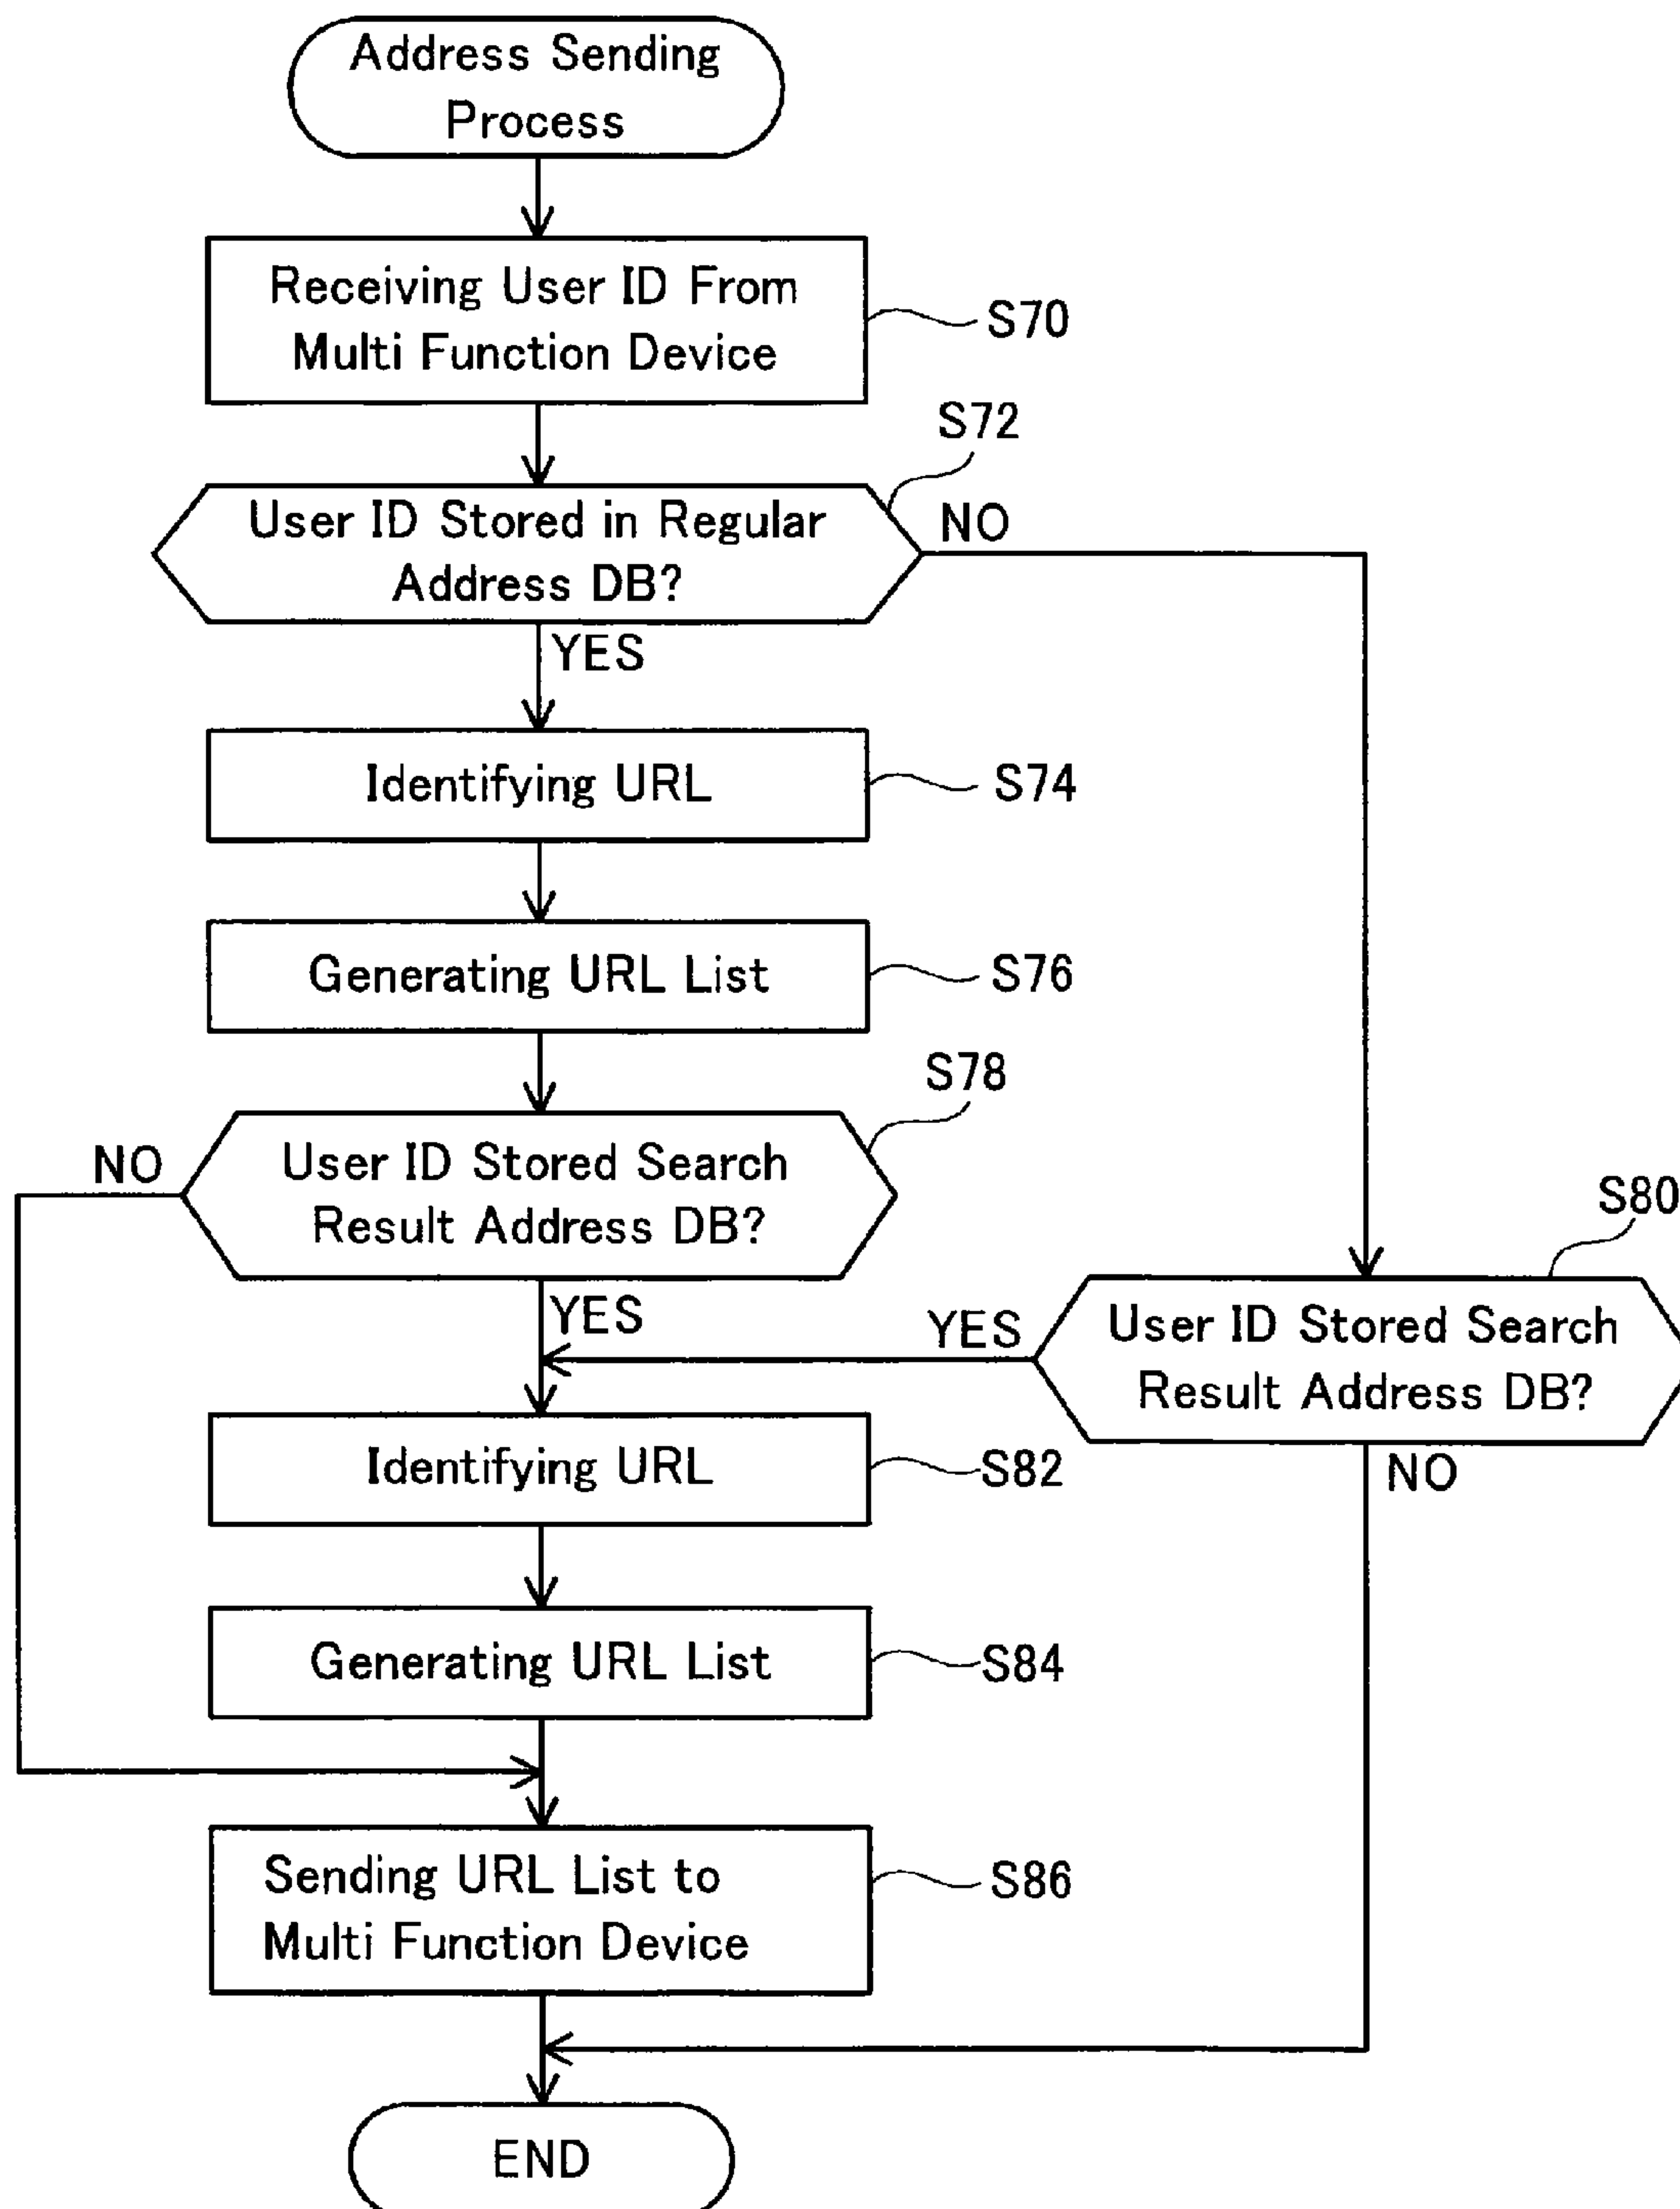 Address Sending
Process
Receiving User ID From
Multi Function Device
S70
S72
User ID Stored in Regular
Address DB?
NO
YES
Identifying URL
S74
Generating URL List
S76
S78
User ID Stored Search
Result Address DB?
NO
YES
S80
User ID Stored Search
Result Address DB?
YES
NO
Identifying URL
S82
Generating URL List
S84
Sending URL List to
Multi Function Device
S86
END